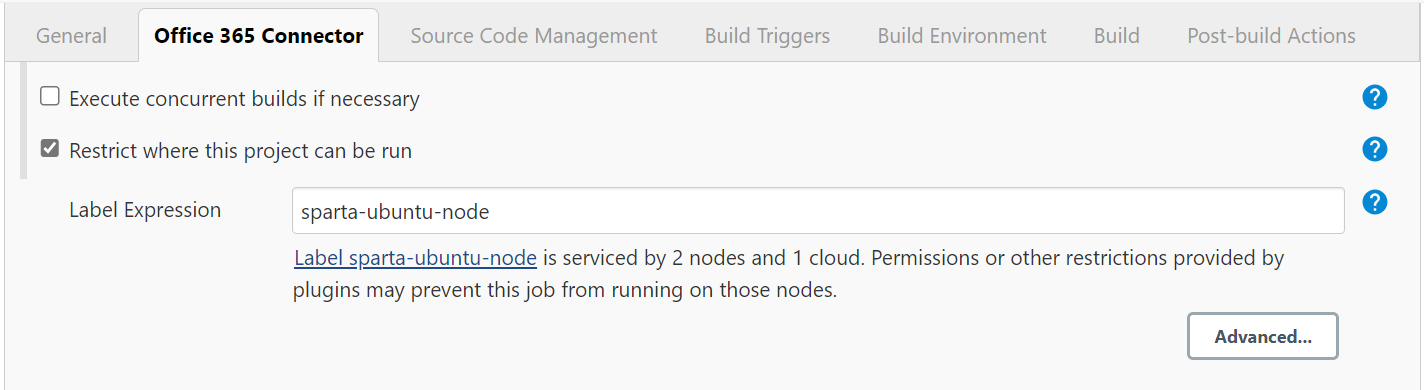 General Office 365 Connector Source Code Management Build Triggers Build Environment Build Post-build Actions
Execute concurrent builds if necessary ?
Restrict where this project can be run ?
Label Expression sparta-ubuntu-node ?
Label sparta-ubuntu-node is serviced by 2 nodes and 1 cloud. Permissions or other restrictions provided by
plugins may prevent this job from running on those nodes.
Advanced...